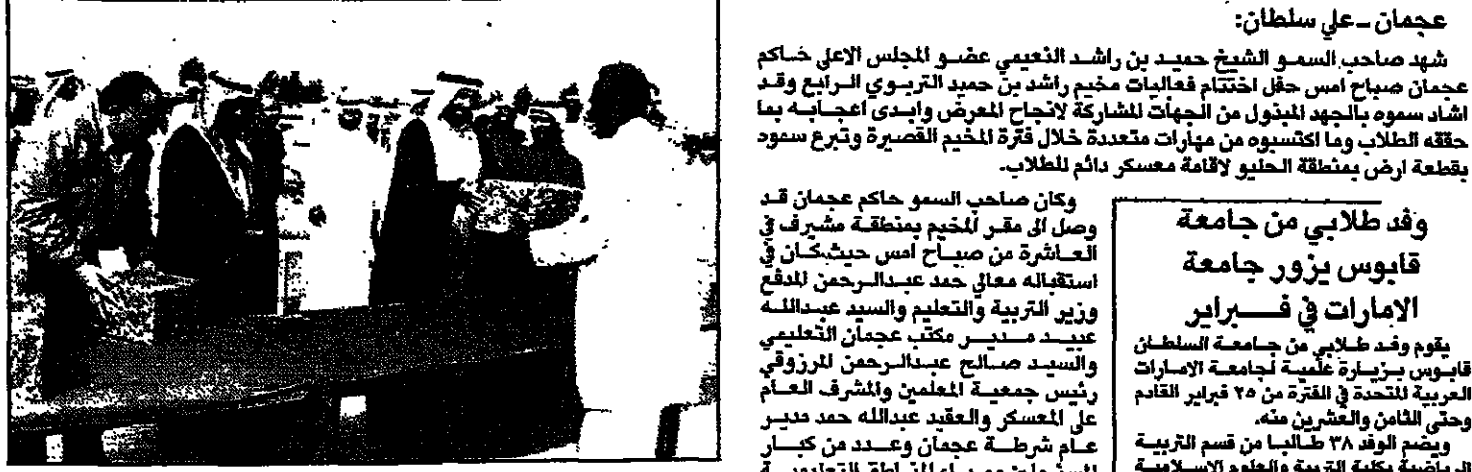 عجمان ـ علي سلطان:
شهد صاحب السمو الشيخ حميد بن راشد النعيمي عضو المجلس الاعلى حاكم
عجمان صباح امس حفل اختتام فعاليات مخيم راشد بن حميد التربوي الرابع وقد
اشاد سموه بالجهد المبذول من الجهات المشاركة لانجاح المعرض وابدى اعجابه بما
حققه الطلاب وما اكتسبوه من مهارات متعددة خلال فترة المخيم القصيرة وتبرع سموه
بقطعة ارض بمنطقة الحليو لاقامة معسكر دائم للطلاب.
وكان صاحب السمو حاكم عجمان قد
وصل الى مقر المخيم بمنطقة مشيرف في
العاشرة من صباح امس حيث كان في
استقباله معالي حمد عبدالرحمن المدفع
وزير التربية والتعليم والسيد عبدالله
عبيد مدير مكتب عجمان التعليمي
والسيد صالح عبدالرحمن المرزوقي
رئيس جمعية المعلمين والمشرف العام
على المعسكر والعقيد عبدالله حمد مدير
عام شرطة عجمان وعدد من كبار
وفد طلابي من جامعة
قابوس يزور جامعة
الامارات في فبراير
يقوم وفد طلابي من جامعة السلطان
قابوس بزيارة علمية لجامعة الامارات
العربية المتحدة في الفترة من ٢٥ فبراير القادم
وحتى الثامن والعشرين منه.
ويضم الوفد ٣٨ طالبا من قسم التربية
الرياضية بكلية التربية والعلوم الاسلامية